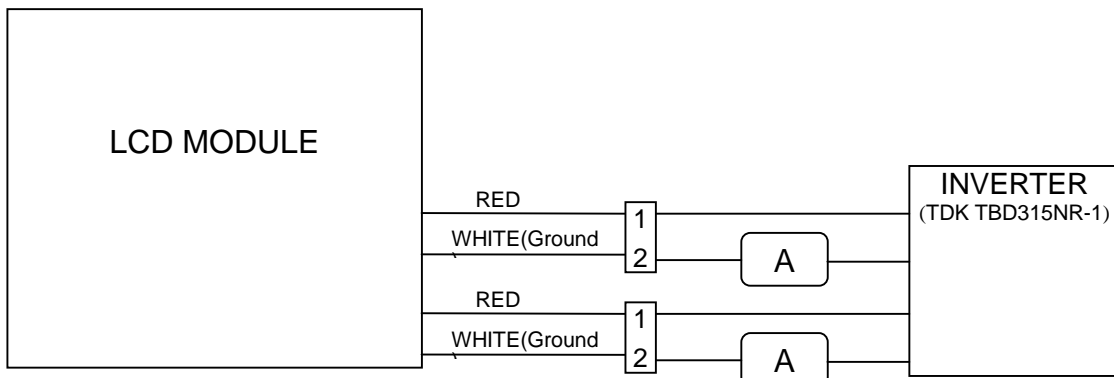 LCD MODULE
INVERTER
(TDK TBD315NR-1)
RED
1
WHITE(Ground
2
A
RED
1
WHITE(Ground
2
A